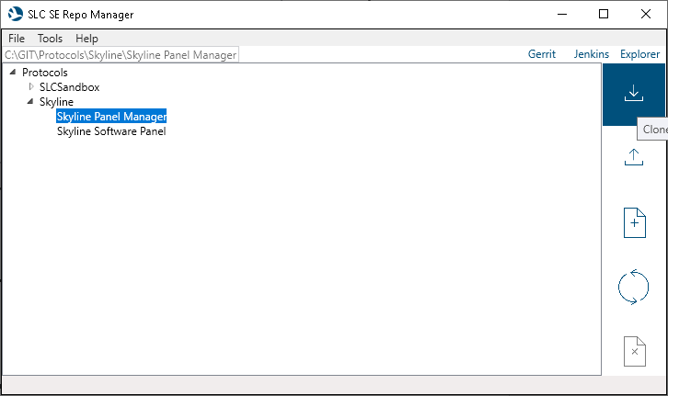 SLC SE Repo Manager
File Tools Help
C:\GIT\Protocols\Skyline\Skyline Panel Manager Gerrit Jenkins Explorer
Protocols
SLCSandbox
Skyline
Skyline Panel Manager
Skyline Software Panel
Clone